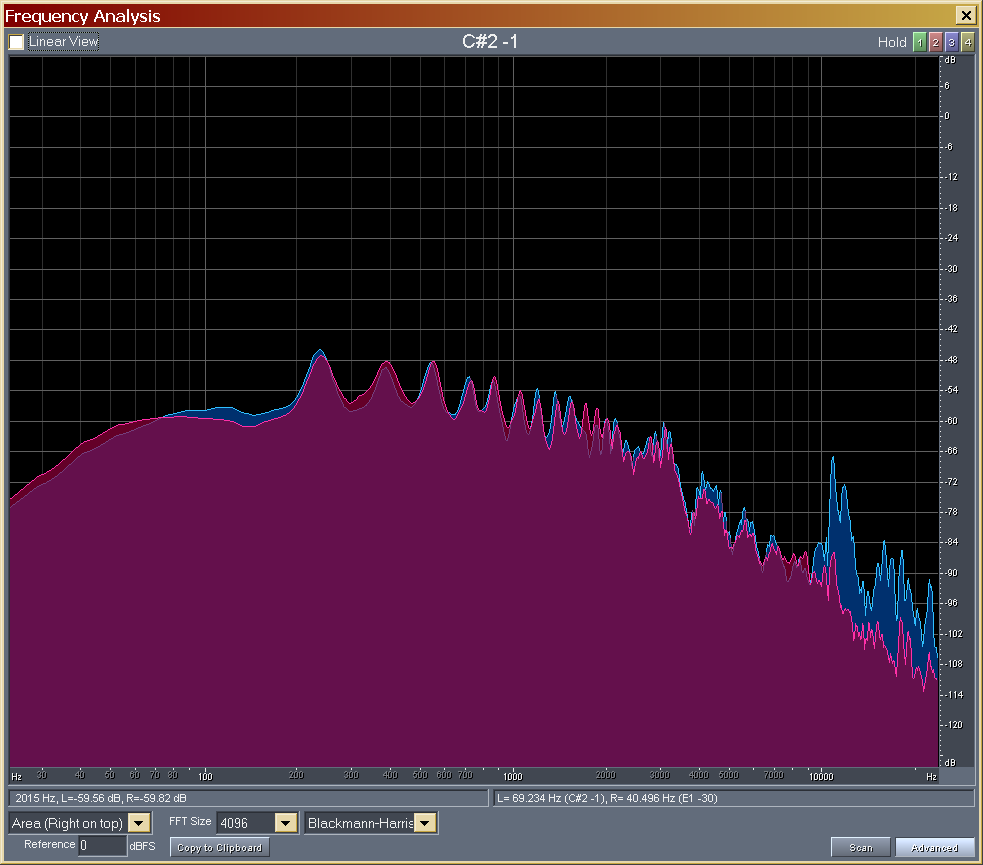 Frequency Analysis
Linear View
C#2 -1
Hold 1 2 3 4
dB
6
-0
-6
-12
-18
-24
-30
-36
-42
-48
-54
-60
-66
-72
-78
-84
-90
-96
-102
-108
-114
-120
dB
Hz 30 40 50 60 70 80 100 200 300 400 500 600 700 1000 2000 3000 4000 5000 7000 10000 Hz
2015 Hz, L=-59.56 dB, R=-59.82 dB
L= 69.234 Hz (C#2 -1), R= 40.496 Hz (E1 -30)
Area (Right on top) FFT Size 4096 Blackmann-Harris
Reference 0 dBFS Copy to Clipboard Scan Advanced